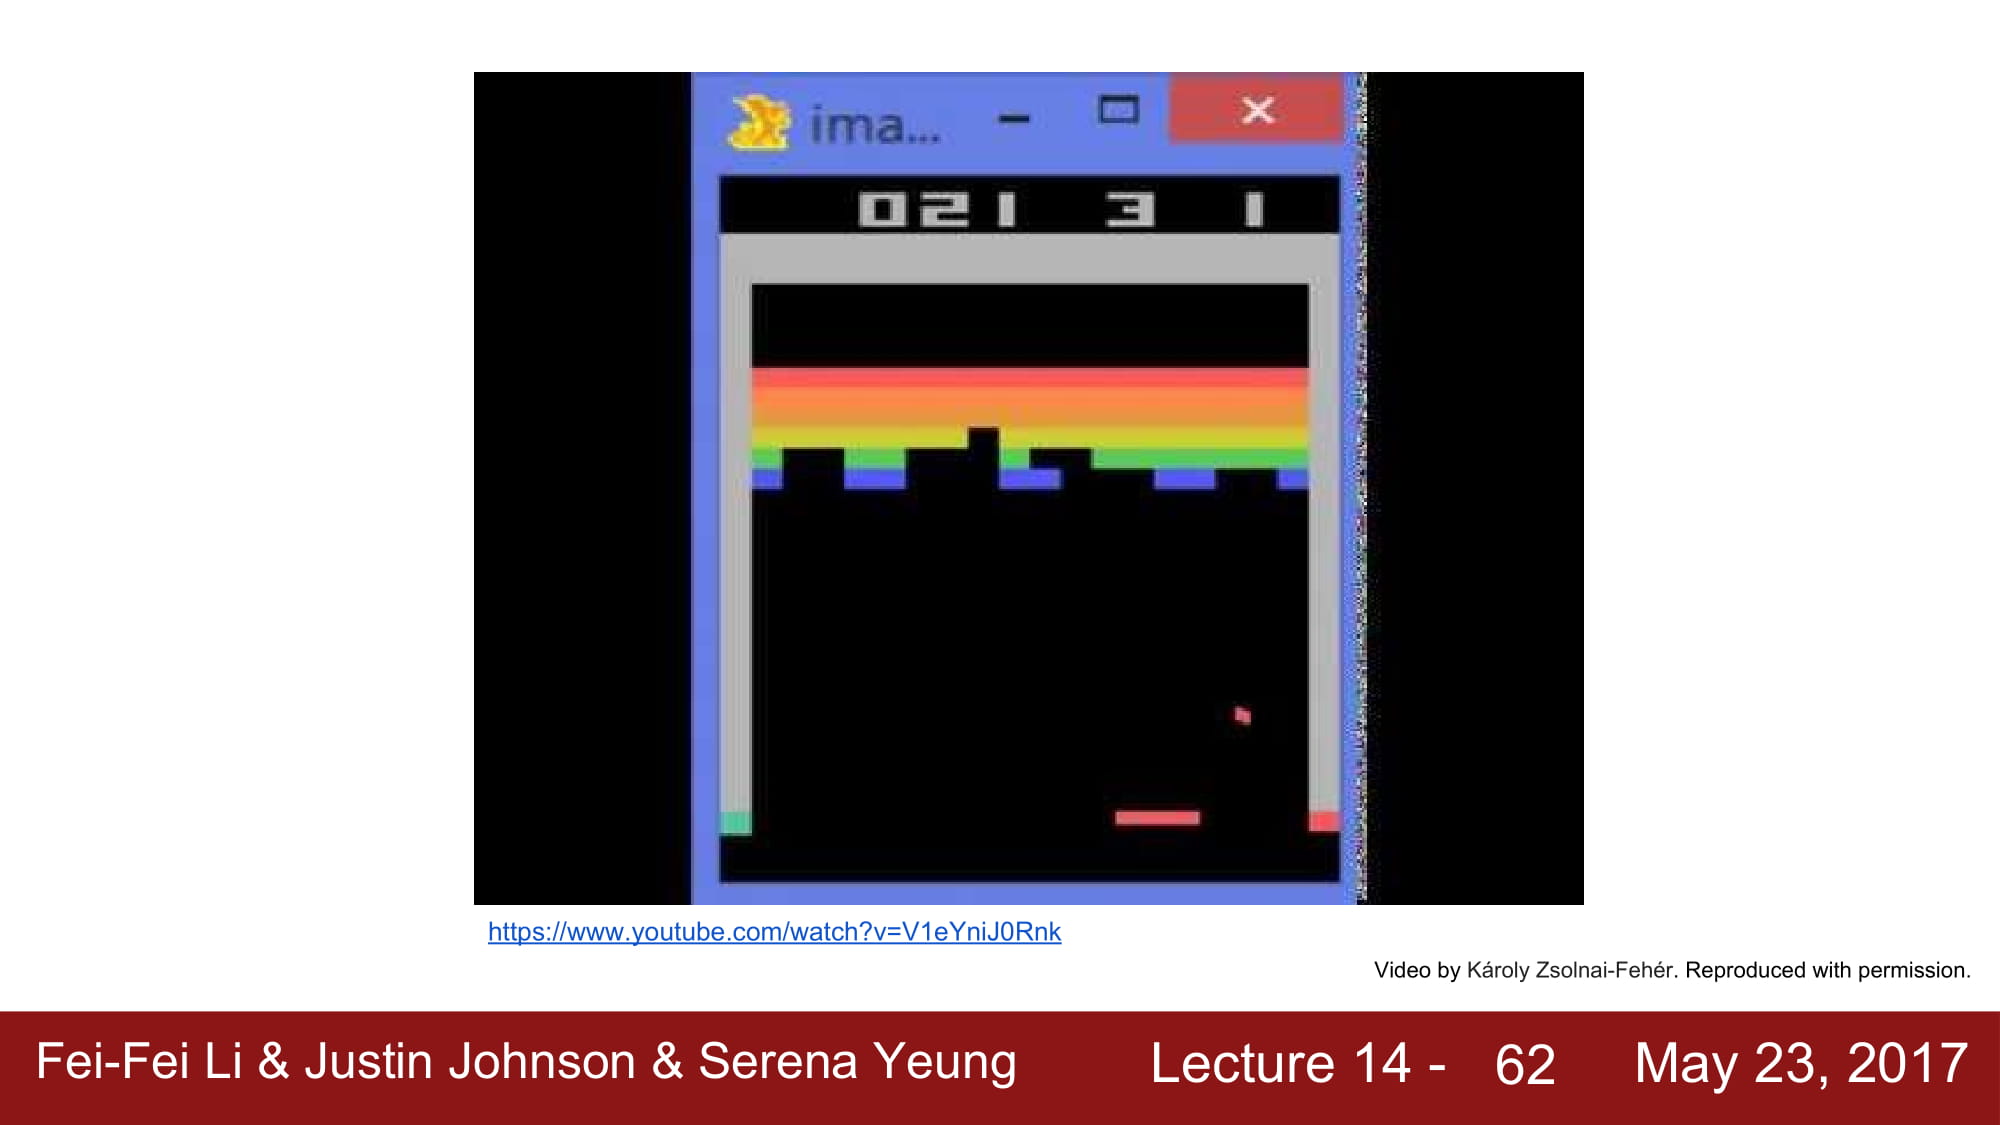 ima...
021 3 1
https://www.youtube.com/watch?v=V1eYniJ0Rnk
Video by Károly Zsolnai-Fehér. Reproduced with permission.
Fei-Fei Li & Justin Johnson & Serena Yeung Lecture 14 - 62 May 23, 2017